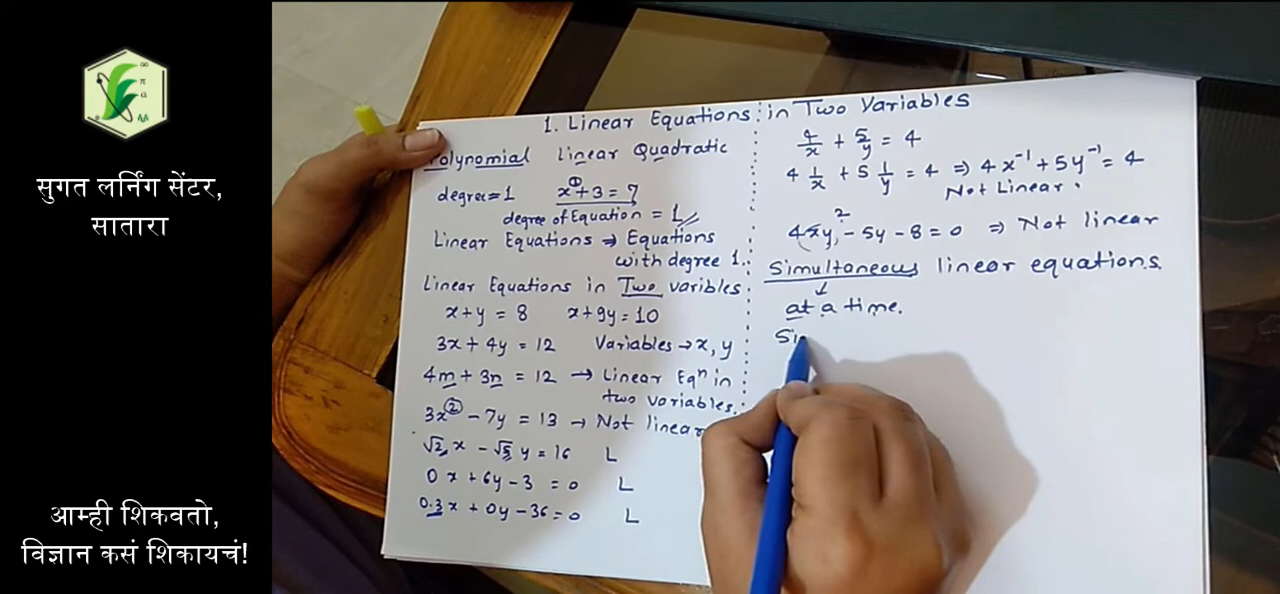 सुगत लर्निंग सेंटर,
सातारा
आम्ही शिकवतो,
विज्ञान कसं शिकायचं!
1. Linear Equations in Two Variables
Polynomial linear Quadratic
degree=1 x¹+3=7
degree of Equation = 1
Linear Equations ⇒ Equations
with degree 1.
Linear Equations in Two varibles
x+y = 8 x+9y=10
3x+4y = 12 Variables → x, y
4m+3n = 12 → Linear Eqⁿ in
two variables.
3x² - 7y = 13 → Not linear
√2 x - √5 y = 16 L
0x+6y-3 = 0 L
0.3x + 0y - 36 = 0 L
4/x + 5/y = 4
4 1/x + 5 1/y = 4 ⇒ 4x⁻¹+5y⁻¹ = 4
Not Linear.
2
4xy - 5y - 8 = 0 ⇒ Not linear
Simultaneous linear equations.
↓
at a time.
Si